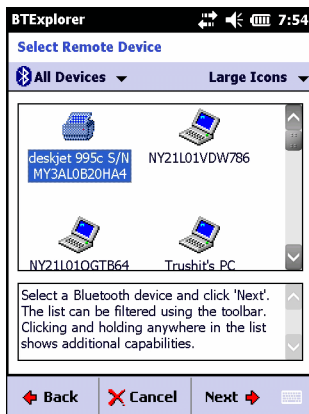 BTExplorer 7:54
Select Remote Device
All Devices Large Icons
deskjet 995c S/N NY21L01VDW786
MY3AL0B20HA4
NY21L01OGTB64 Trushit's PC
Select a Bluetooth device and click 'Next'.
The list can be filtered using the toolbar.
Clicking and holding anywhere in the list
shows additional capabilities.
Back Cancel Next